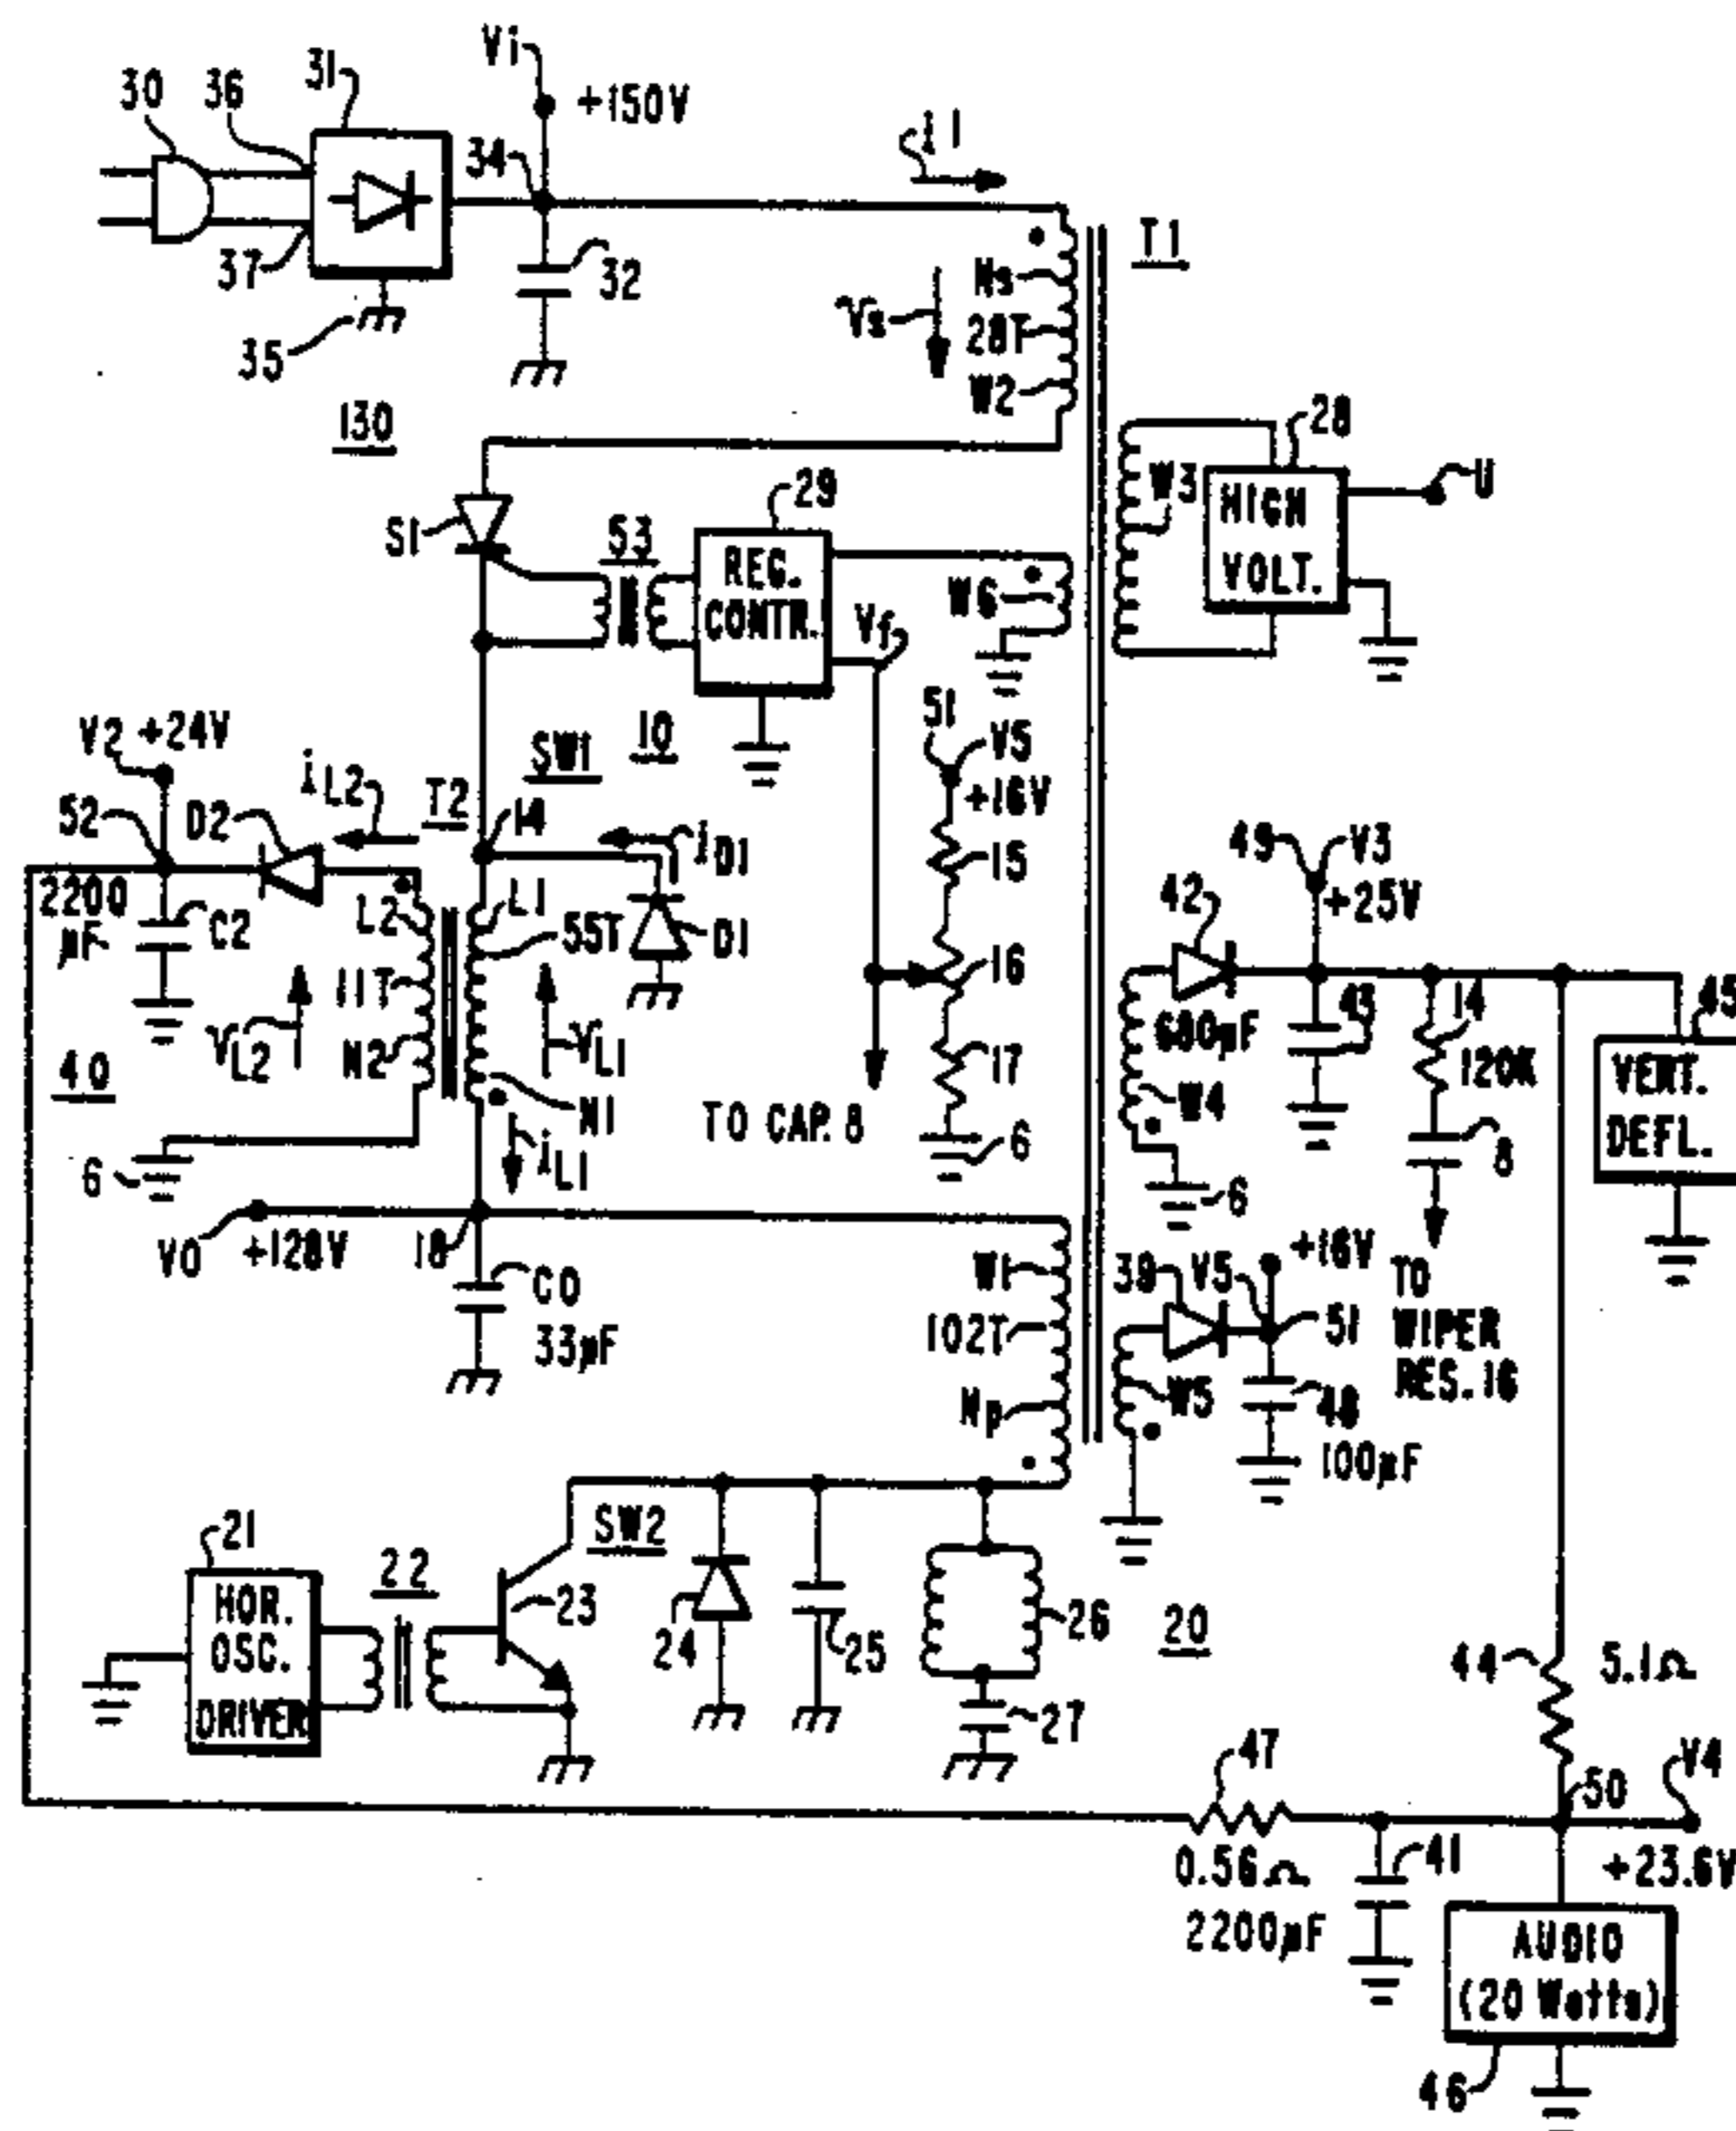 Vi
+150V
30
36
31
34
37
35
32
i1
T1
Ns
28T
W2
Vs
130
28
W3
HIGH
VOLT.
U
29
S1
53
REG.
CONTR.
W6
Vf
51
V5
+16V
V2 +24V
iL2
T2
SW1
10
52
D2
14
iD1
15
2200
µF
C2
L2
L1
55T
D1
16
11T
VL2
N2
VL1
N1
17
40
TO CAP. 8
6
6
iL1
49
V3
+25V
42
680µF
43
14
120K
45
VERT.
DEFL.
W4
8
6
V0
+128V
18
C0
33µF
W1
102T
Np
39
V5
+16V
51
TO
WIPER
RES. 16
W5
48
100µF
21
HOR.
OSC.
DRIVER
22
SW2
23
24
25
26
27
20
44
5.1Ω
47
50
V4
0.56Ω
2200µF
41
+23.6V
AUDIO
(20 Watts)
46